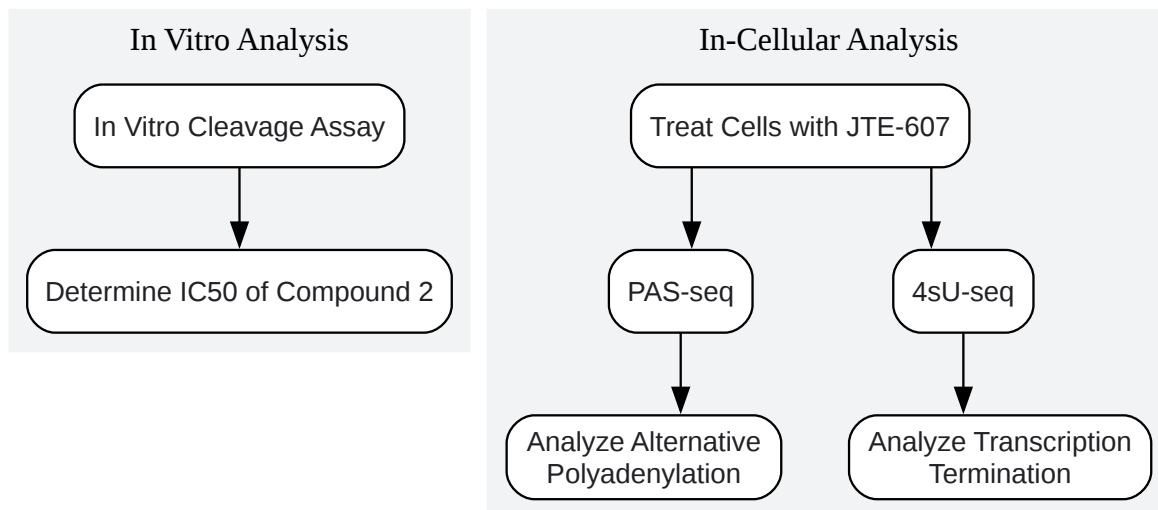 In Vitro Analysis
In Vitro Cleavage Assay
Determine IC50 of Compound 2
In-Cellular Analysis
Treat Cells with JTE-607
PAS-seq
4sU-seq
Analyze Alternative
Polyadenylation
Analyze Transcription
Termination